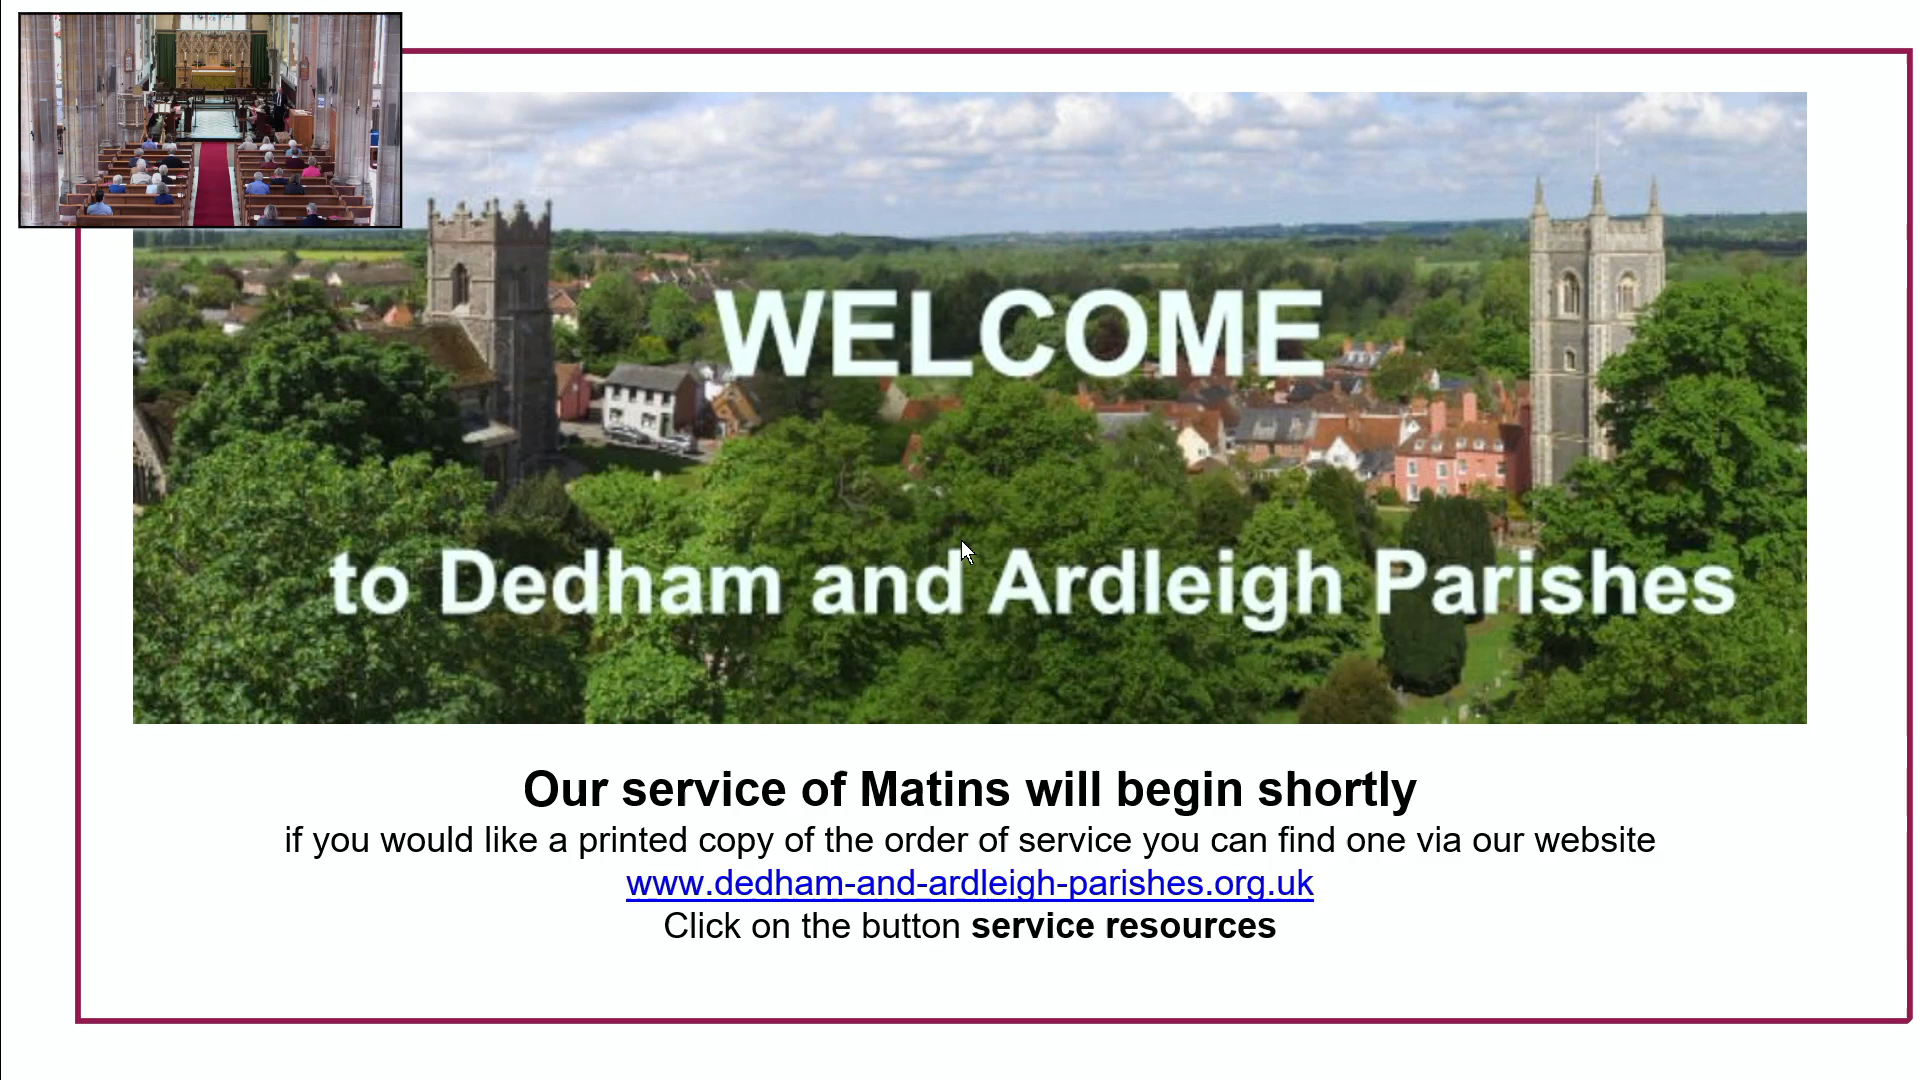 WELCOME
to Dedham and Ardleigh Parishes
Our service of Matins will begin shortly
if you would like a printed copy of the order of service you can find one via our website
www.dedham-and-ardleigh-parishes.org.uk
Click on the button service resources